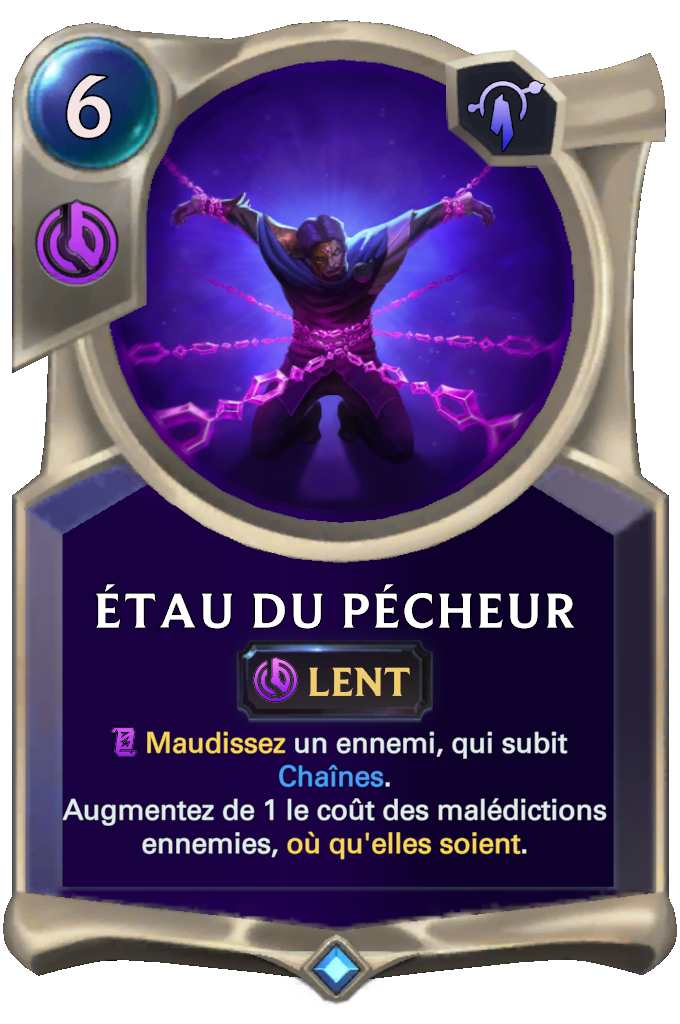 6
ÉTAU DU PÉCHEUR
LENT
Maudissez un ennemi, qui subit
Chaînes.
Augmentez de 1 le coût des malédictions
ennemies, où qu'elles soient.